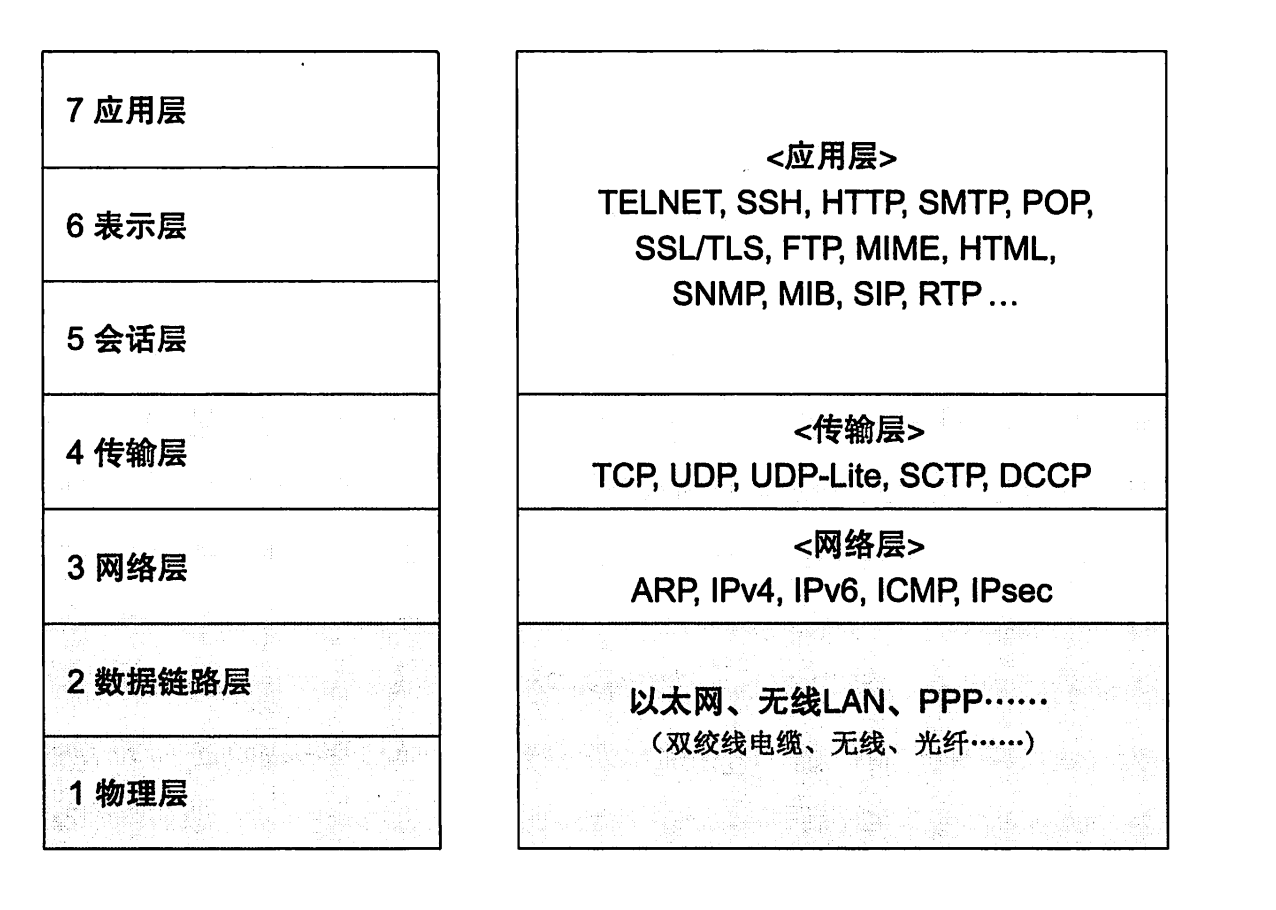 7 应用层
6 表示层
5 会话层
4 传输层
3 网络层
2 数据链路层
1 物理层
<应用层>
TELNET, SSH, HTTP, SMTP, POP,
SSL/TLS, FTP, MIME, HTML,
SNMP, MIB, SIP, RTP ...
<传输层>
TCP, UDP, UDP-Lite, SCTP, DCCP
<网络层>
ARP, IPv4, IPv6, ICMP, IPsec
以太网、无线LAN、PPP……
（双绞线电缆、无线、光纤……）